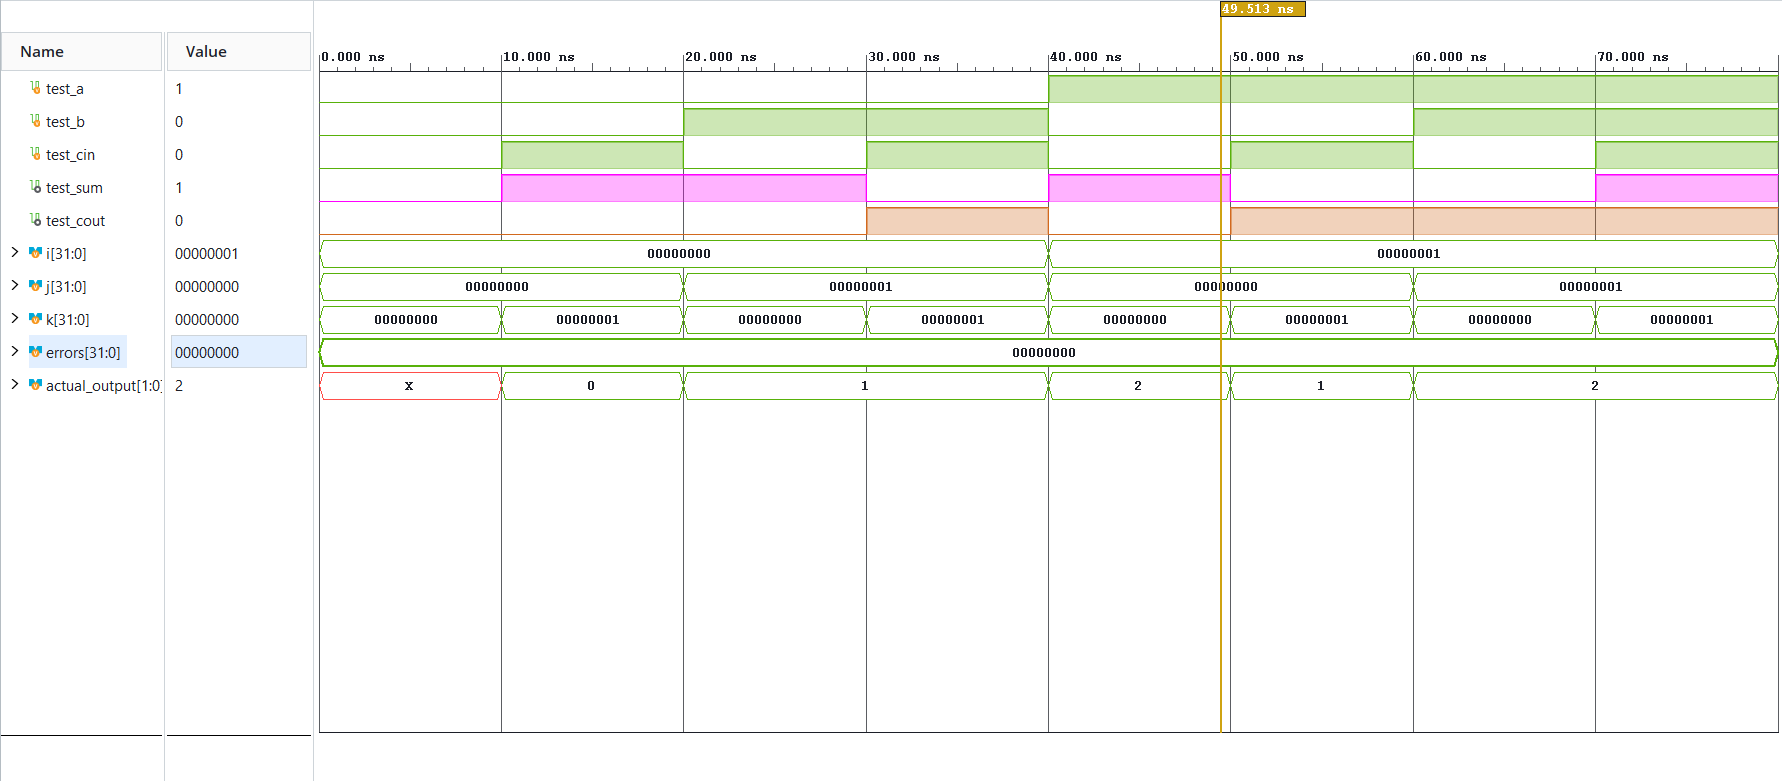 49.513 ns
Name Value
0.000 ns 10.000 ns 20.000 ns 30.000 ns 40.000 ns 50.000 ns 60.000 ns 70.000 ns
test_a 1
test_b 0
test_cin 0
test_sum 1
test_cout 0
i[31:0] 00000001 00000000 00000001
j[31:0] 00000000 00000000 00000001 00000000 00000001
k[31:0] 00000000 00000000 00000001 00000000 00000001 00000000 00000001 00000000 00000001
errors[31:0] 00000000 00000000
actual_output[1:0] 2 X 0 1 2 1 2